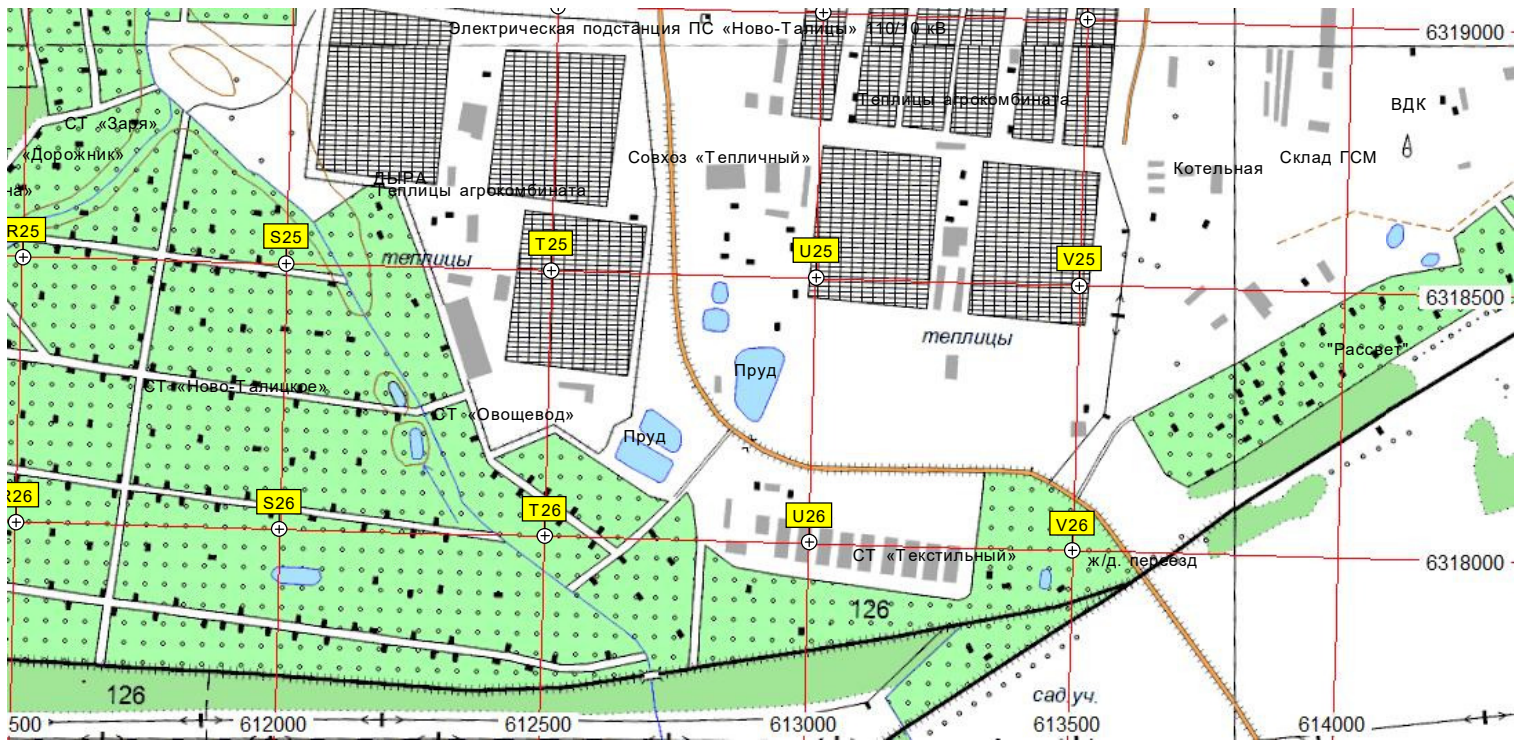 Электрическая подстанция ПС «Ново-Талицы» 110/10 кВ
6319000
Теплицы агрокомбината
ВДК
СТ «Заря»
«Дорожник»
Совхоз «Тепличный»
Склад ГСМ
Котельная
ДЫРА
Теплицы агрокомбината
на»
R25
S25
T25
U25
V25
теплицы
6318500
теплицы
"Рассвет"
Пруд
СТ «Ново-Талицкое»
СТ «Овощевод»
Пруд
R26
S26
T26
U26
V26
СТ «Текстильный»
ж/д. переезд
6318000
126
126
сад.уч.
500
612000
612500
613000
613500
614000